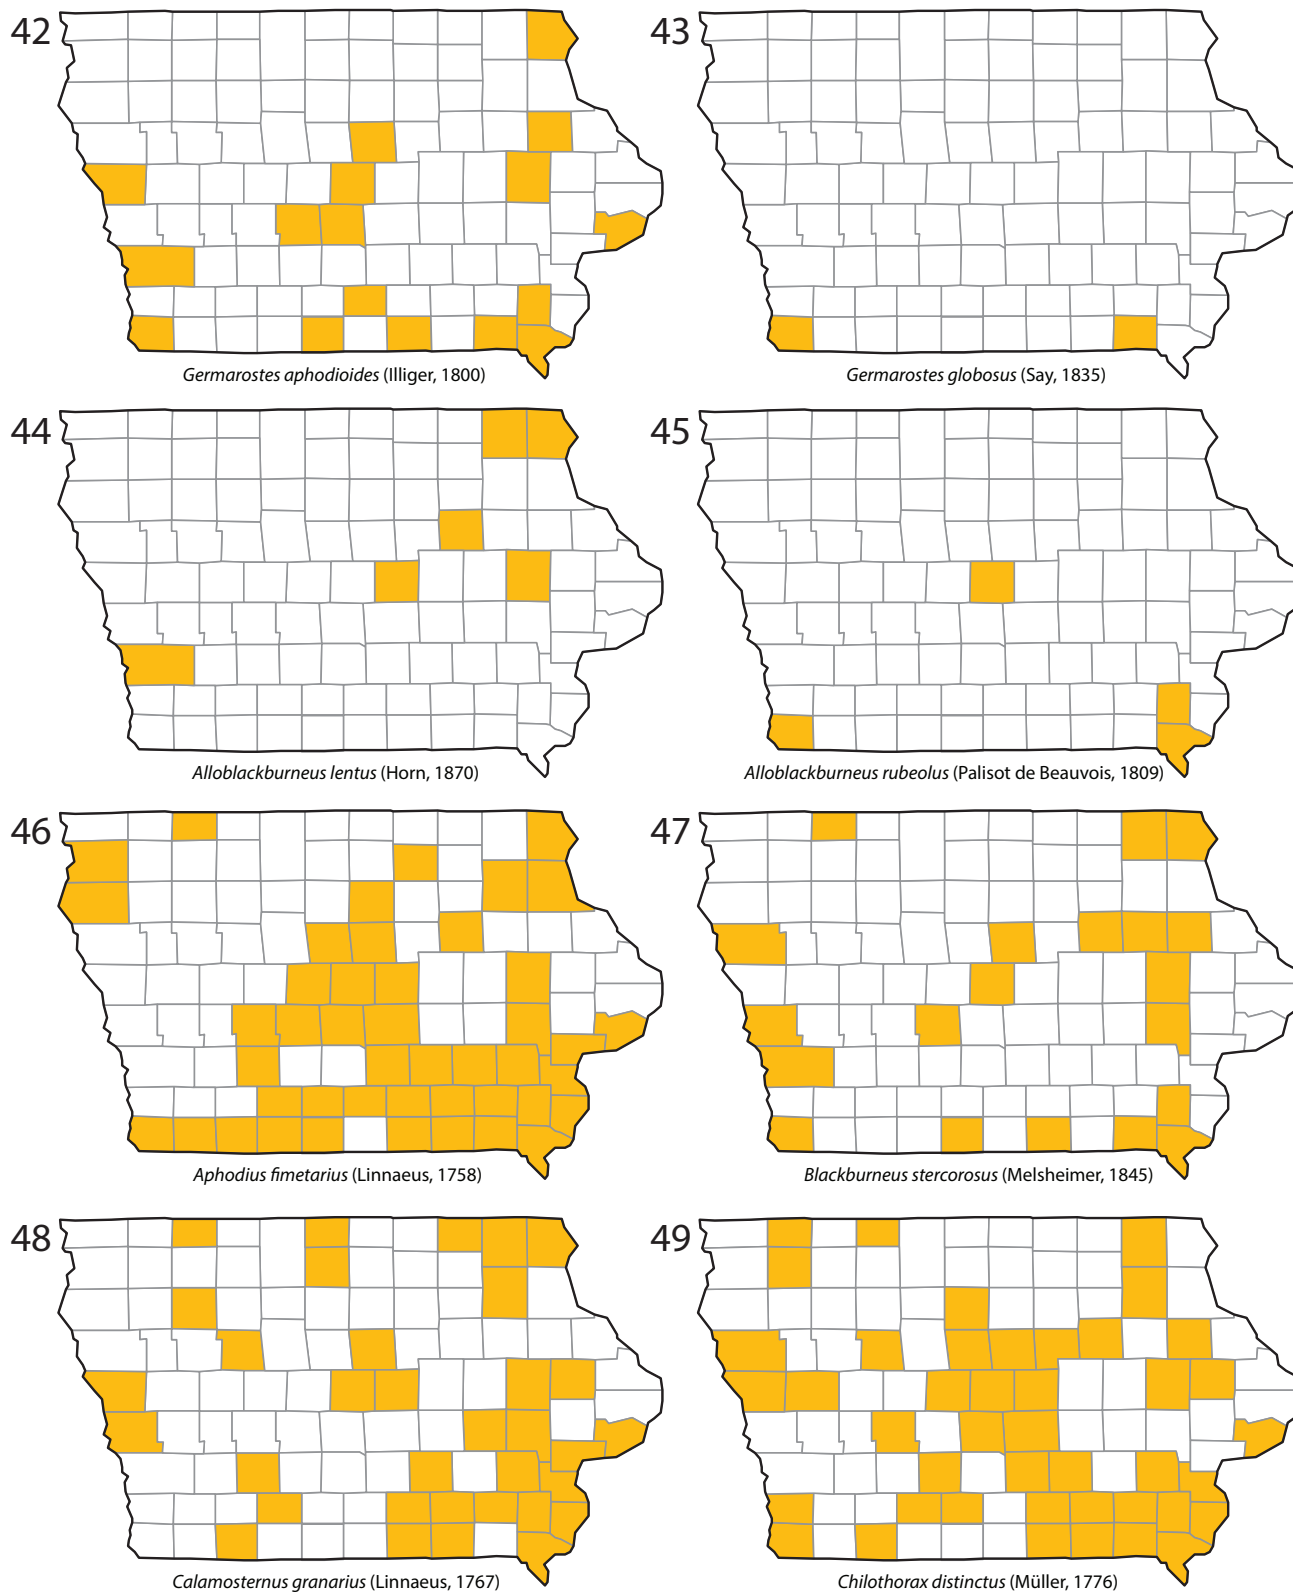 42
43
Germarostes aphodioides (Illiger, 1800)
Germarostes globosus (Say, 1835)
44
45
Alloblackburneus lentus (Horn, 1870)
Alloblackburneus rubeolus (Palisot de Beauvois, 1809)
46
47
Aphodius fimetarius (Linnaeus, 1758)
Blackburneus stercorosus (Melsheimer, 1845)
48
49
Calamosternus granarius (Linnaeus, 1767)
Chilothorax distinctus (Müller, 1776)